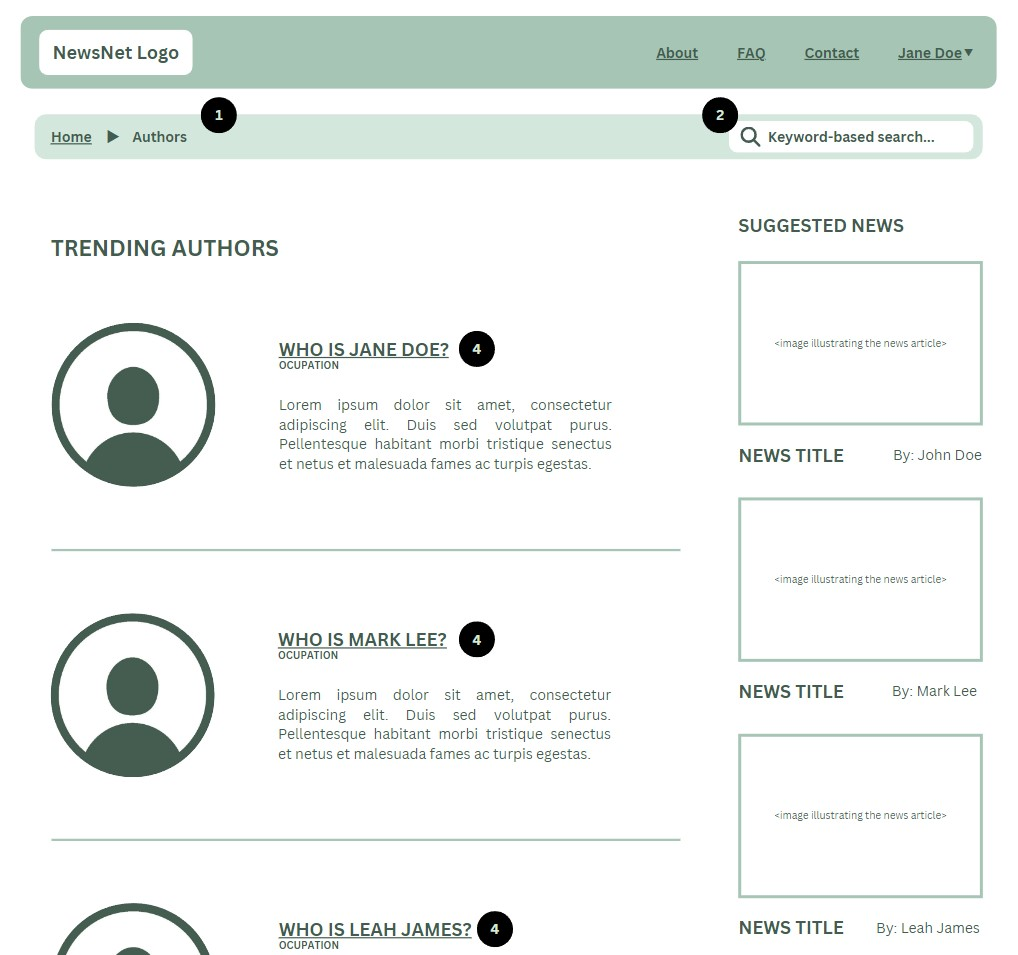 NewsNet Logo
About FAQ Contact Jane Doe
1
2
Home Authors
Keyword-based search...
TRENDING AUTHORS
WHO IS JANE DOE? 4
OCUPATION
Lorem ipsum dolor sit amet, consectetur
adipiscing elit. Duis sed volutpat purus.
Pellentesque habitant morbi tristique senectus
et netus et malesuada fames ac turpis egestas.
WHO IS MARK LEE? 4
OCUPATION
Lorem ipsum dolor sit amet, consectetur
adipiscing elit. Duis sed volutpat purus.
Pellentesque habitant morbi tristique senectus
et netus et malesuada fames ac turpis egestas.
WHO IS LEAH JAMES? 4
OCUPATION
SUGGESTED NEWS
<image illustrating the news article>
NEWS TITLE By: John Doe
<image illustrating the news article>
NEWS TITLE By: Mark Lee
<image illustrating the news article>
NEWS TITLE By: Leah James